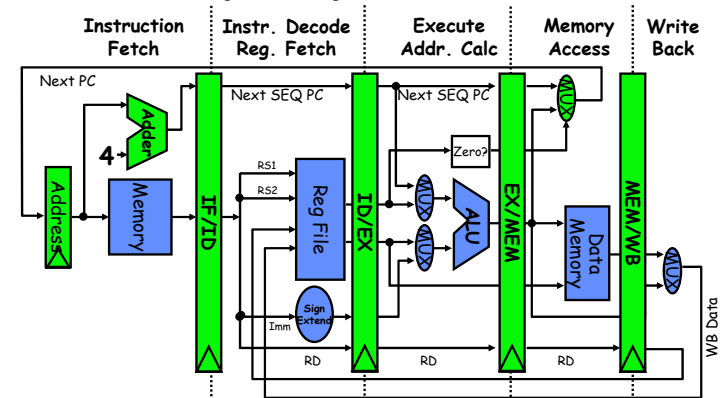 Instruction
Fetch
Instr. Decode
Reg. Fetch
Execute
Addr. Calc
Memory
Access
Write
Back
Next PC
Next SEQ PC
Next SEQ PC
MUX
Adder
4
Zero?
RS1
RS2
Address
Memory
IF/ID
Reg File
ID/EX
MUX
MUX
ALU
EX/MEM
Data
Memory
MEM/WB
MUX
Sign
Extend
Imm
RD
RD
RD
WB Data